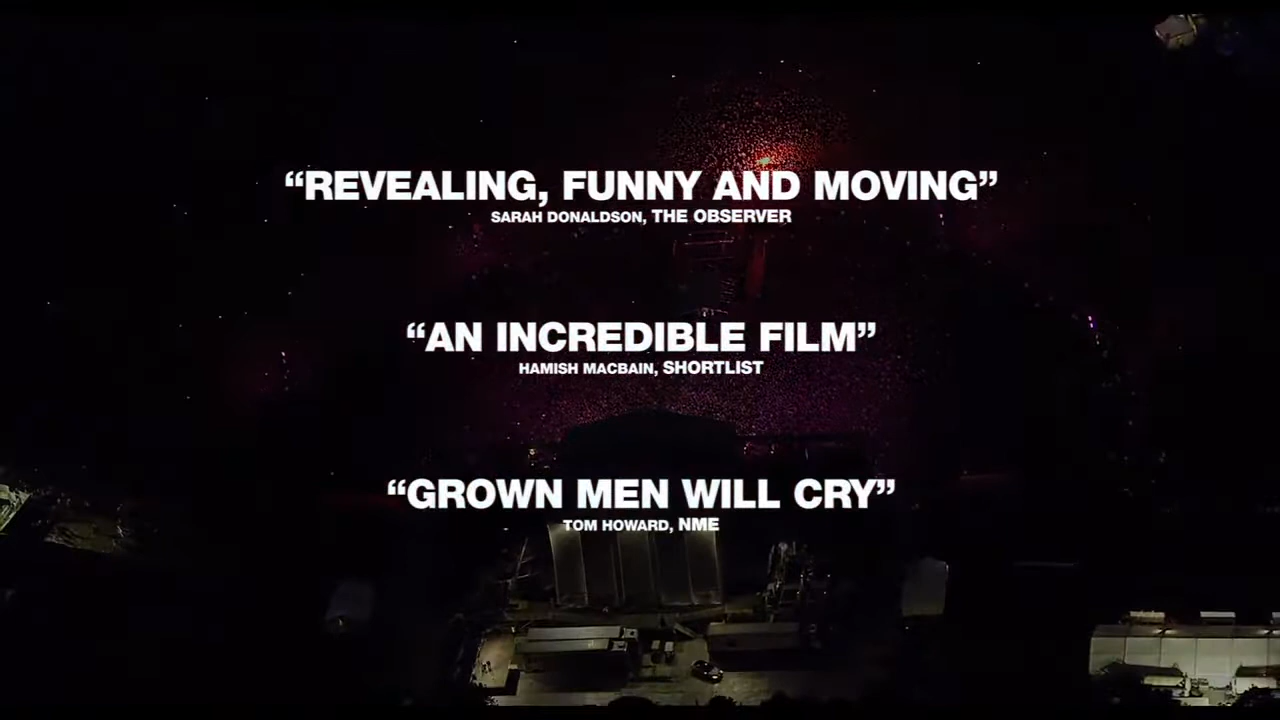 “REVEALING, FUNNY AND MOVING”
SARAH DONALDSON, THE OBSERVER
“AN INCREDIBLE FILM”
HAMISH MACBAIN, SHORTLIST
“GROWN MEN WILL CRY”
TOM HOWARD, NME